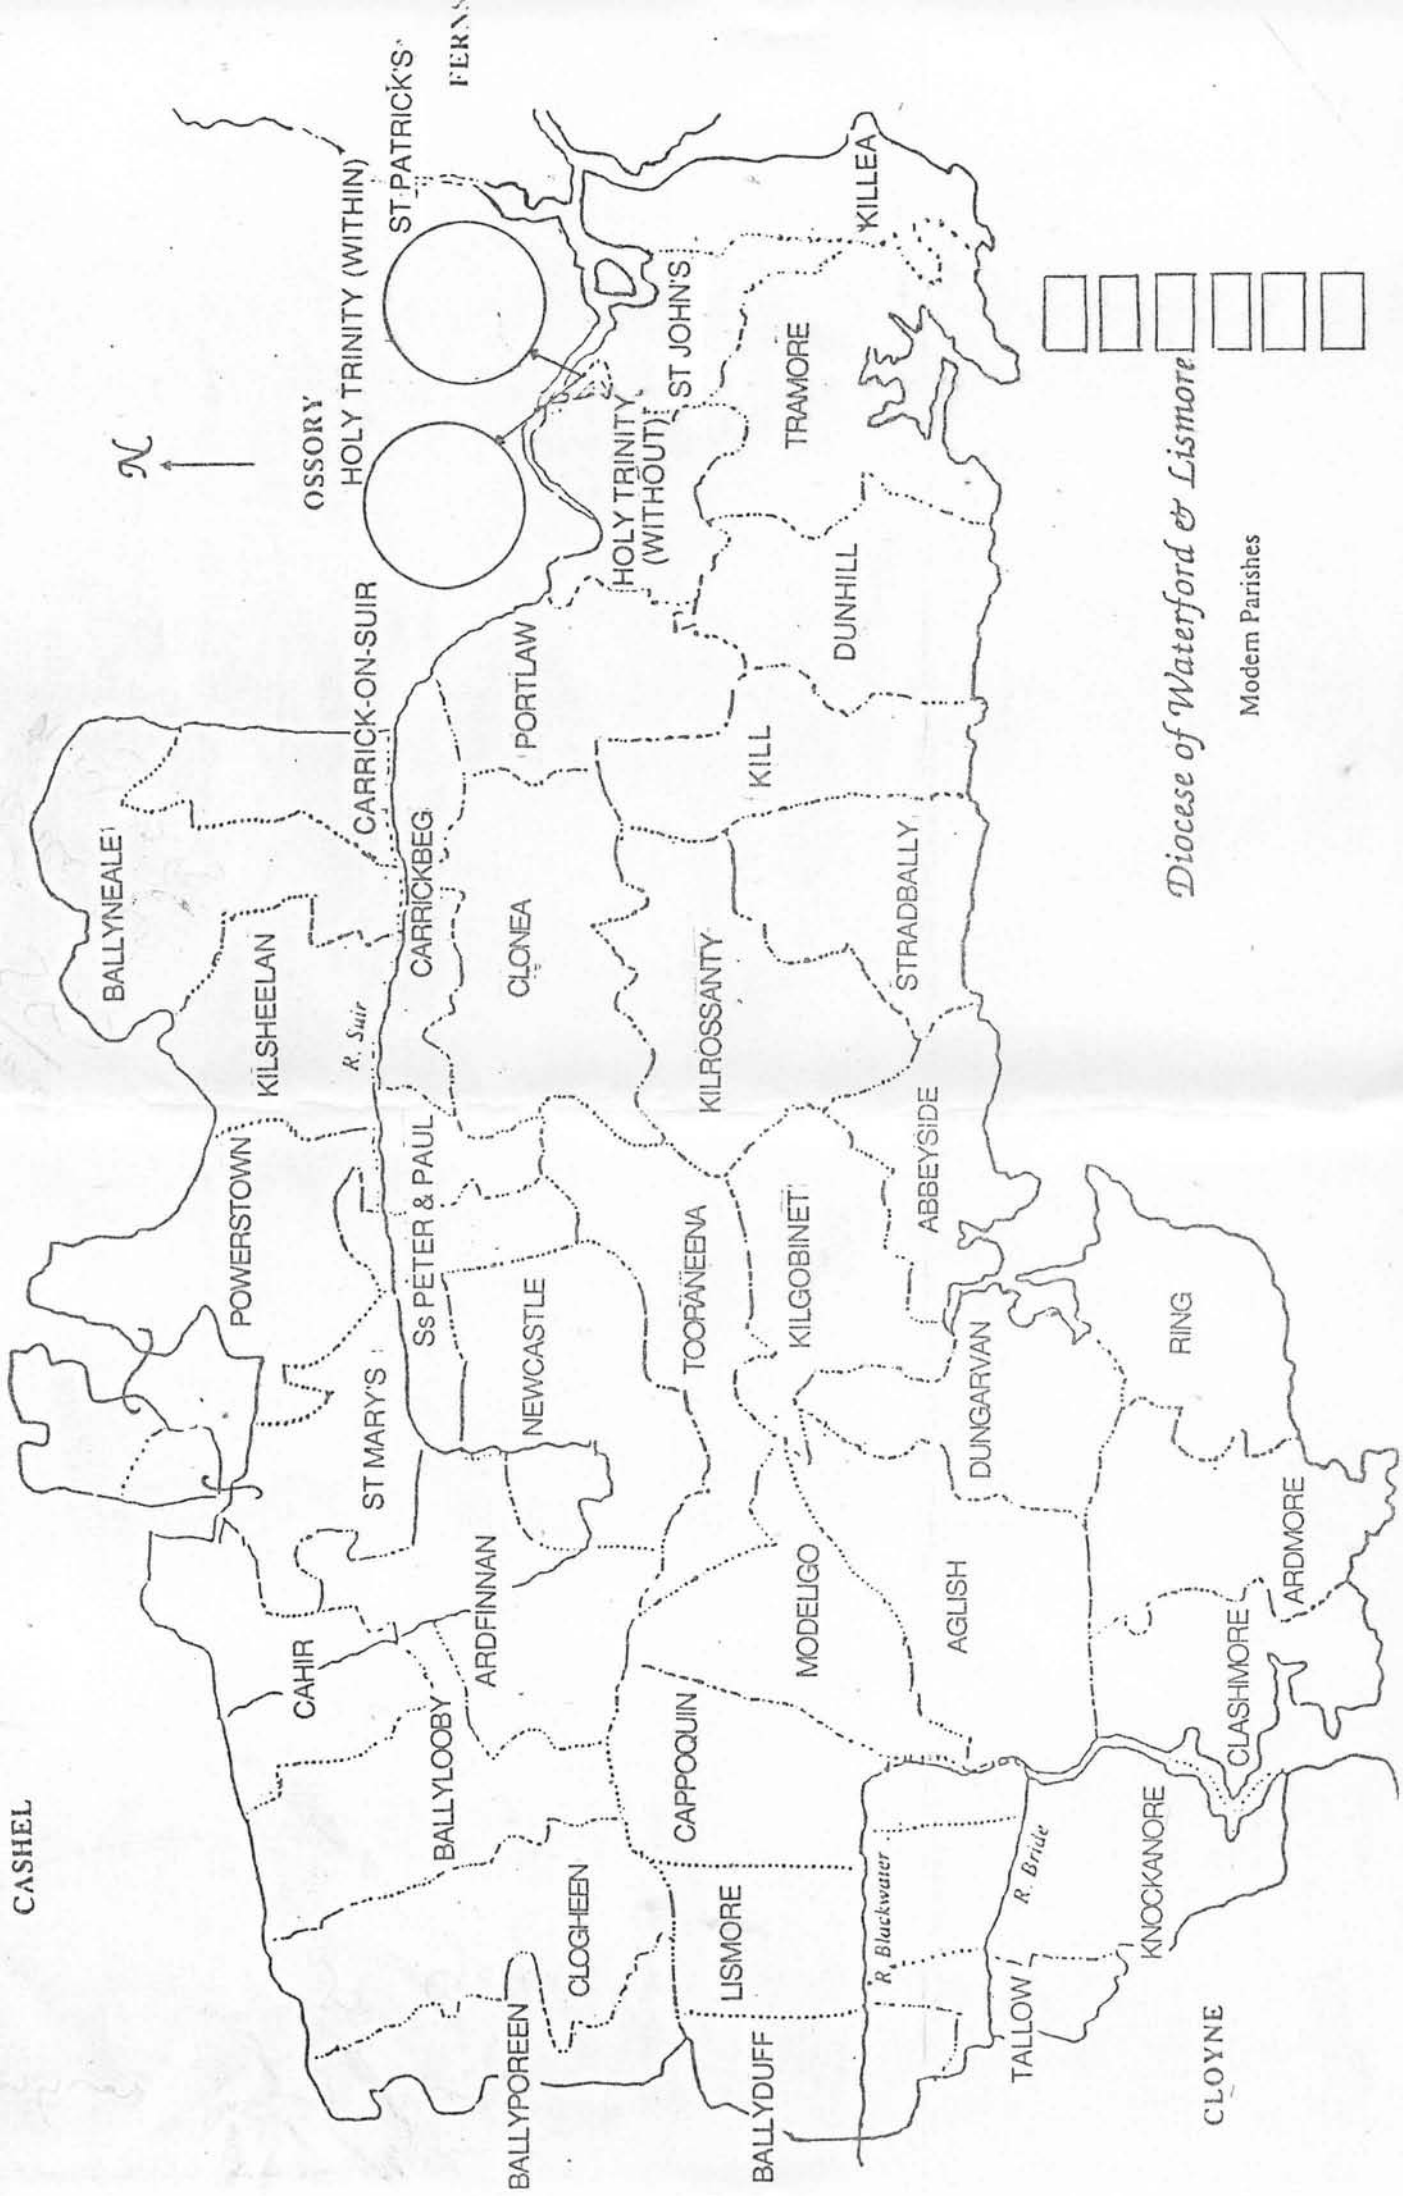 CASHEL
N
OSSORY
HOLY TRINITY (WITHIN)
ST PATRICK'S
FERNS
BALLYNEALE
CARRICK-ON-SUIR
KILSHEELAN
POWERSTOWN
R. Suir
CARRICKBEG
Ss PETER & PAUL
ST MARY'S
CAHIR
BALLYLOOBY
ARDFINNAN
NEWCASTLE
CLONEA
PORTLAW
HOLY TRINITY
(WITHOUT)
ST JOHN'S
KILLEA
TRAMORE
DUNHILL
KILL
KILROSSANTY
STRADBALLY
TOORANEENA
KILGOBINET
ABBEYSIDE
BALLYPOREEN
CLOGHEEN
CAPPOQUIN
LISMORE
BALLYDUFF
MODELIGO
AGLISH
DUNGARVAN
RING
R. Blackwater
R. Bride
TALLOW
KNOCKANORE
CLASHMORE
ARDMORE
CLOYNE
Diocese of Waterford & Lismore
Modern Parishes